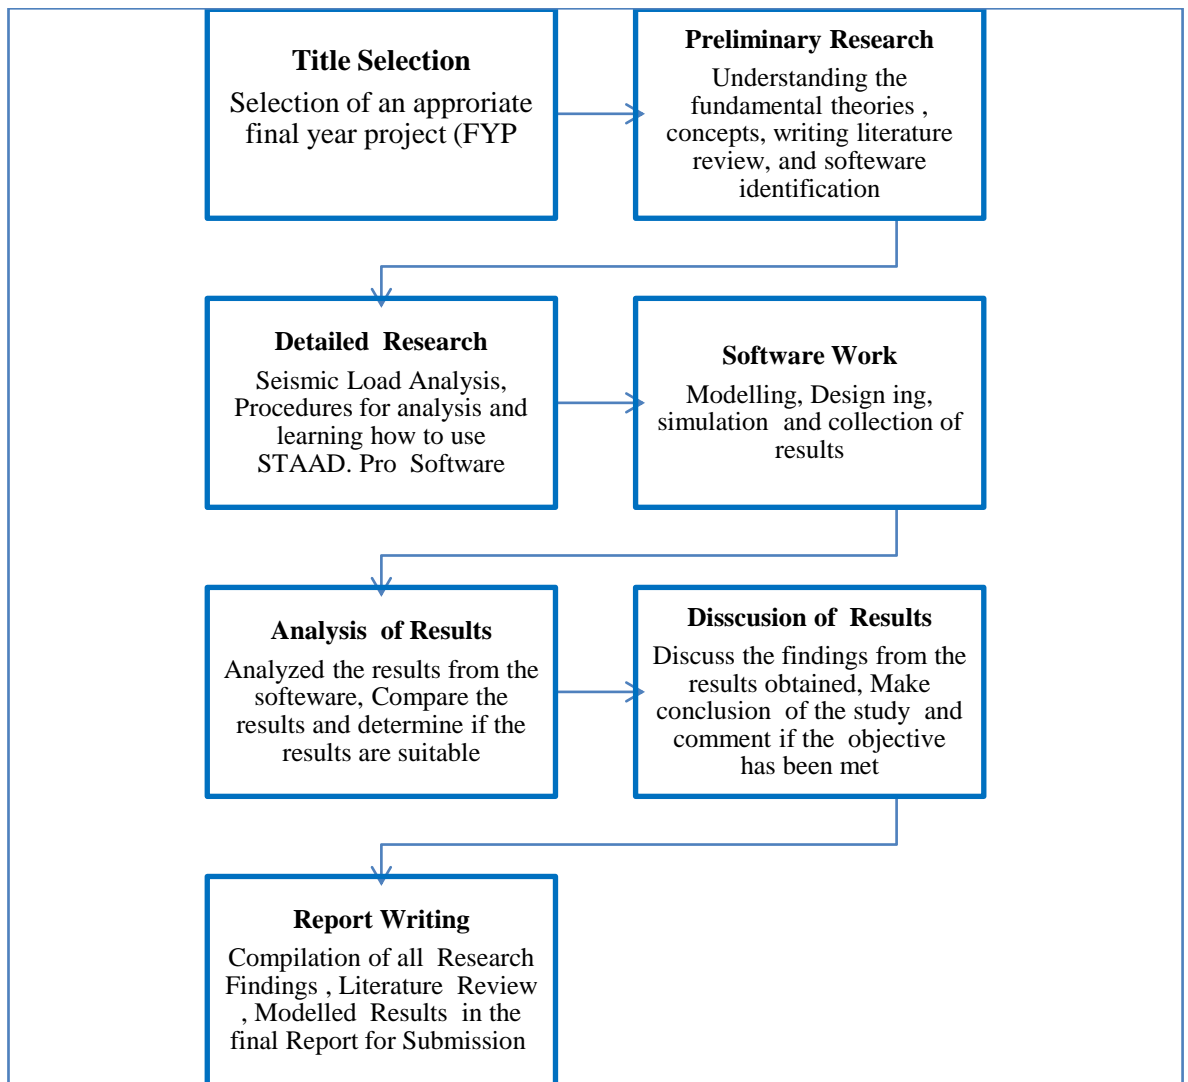 Title Selection
Selection of an approriate
final year project (FYP
Preliminary Research
Understanding the
fundamental theories ,
concepts, writing literature
review, and softeware
identification
Detailed Research
Seismic Load Analysis,
Procedures for analysis and
learning how to use
STAAD. Pro Software
Software Work
Modelling, Design ing,
simulation and collection of
results
Analysis of Results
Analyzed the results from the
softeware, Compare the
results and determine if the
results are suitable
Disscusion of Results
Discuss the findings from the
results obtained, Make
conclusion of the study and
comment if the objective
has been met
Report Writing
Compilation of all Research
Findings , Literature Review
, Modelled Results in the
final Report for Submission